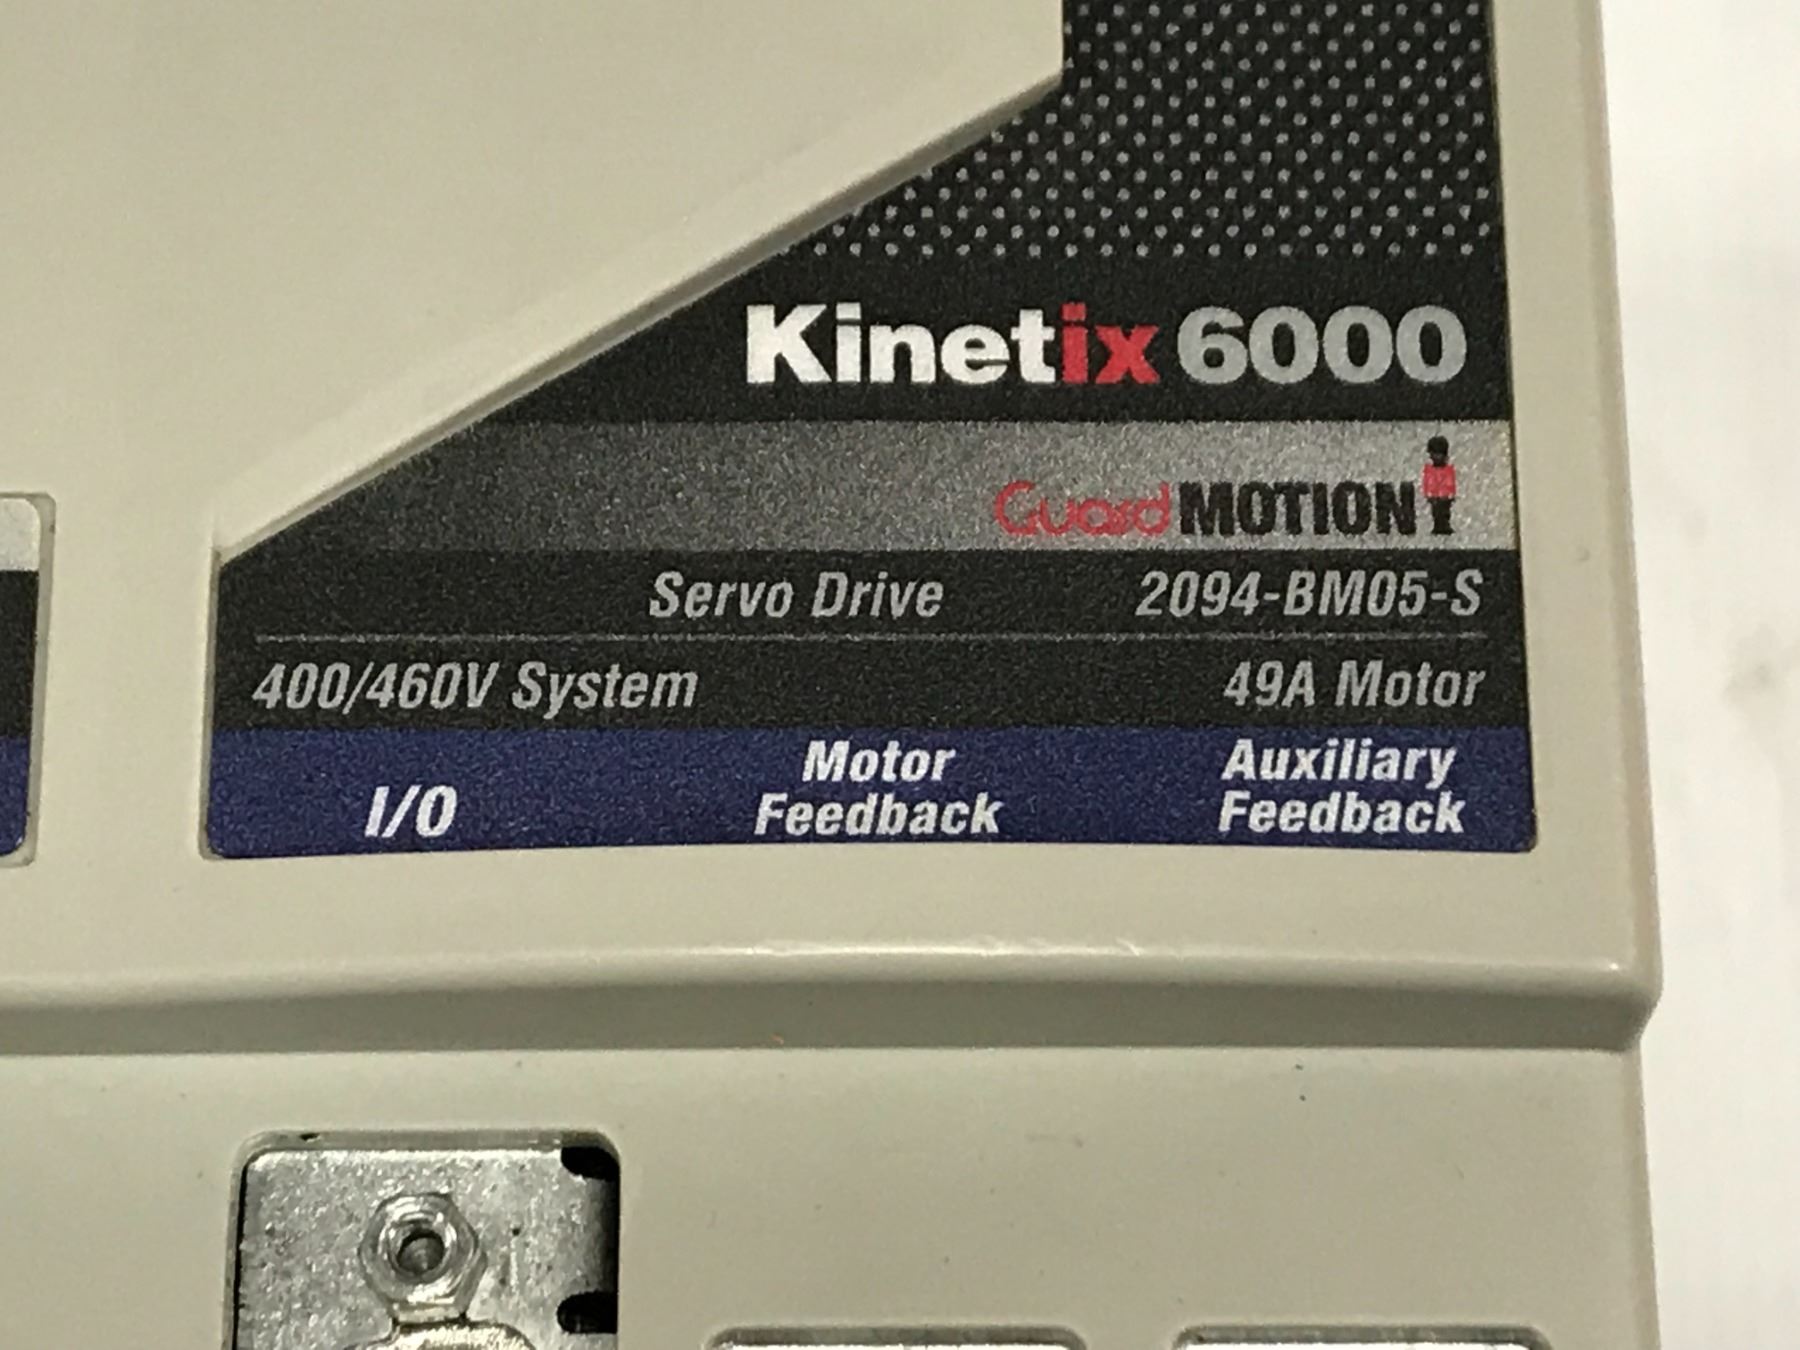 Kinetix 6000
GuardMOTION
Servo Drive 2094-BM05-S
400/460V System 49A Motor
I/O Motor Feedback Auxiliary Feedback